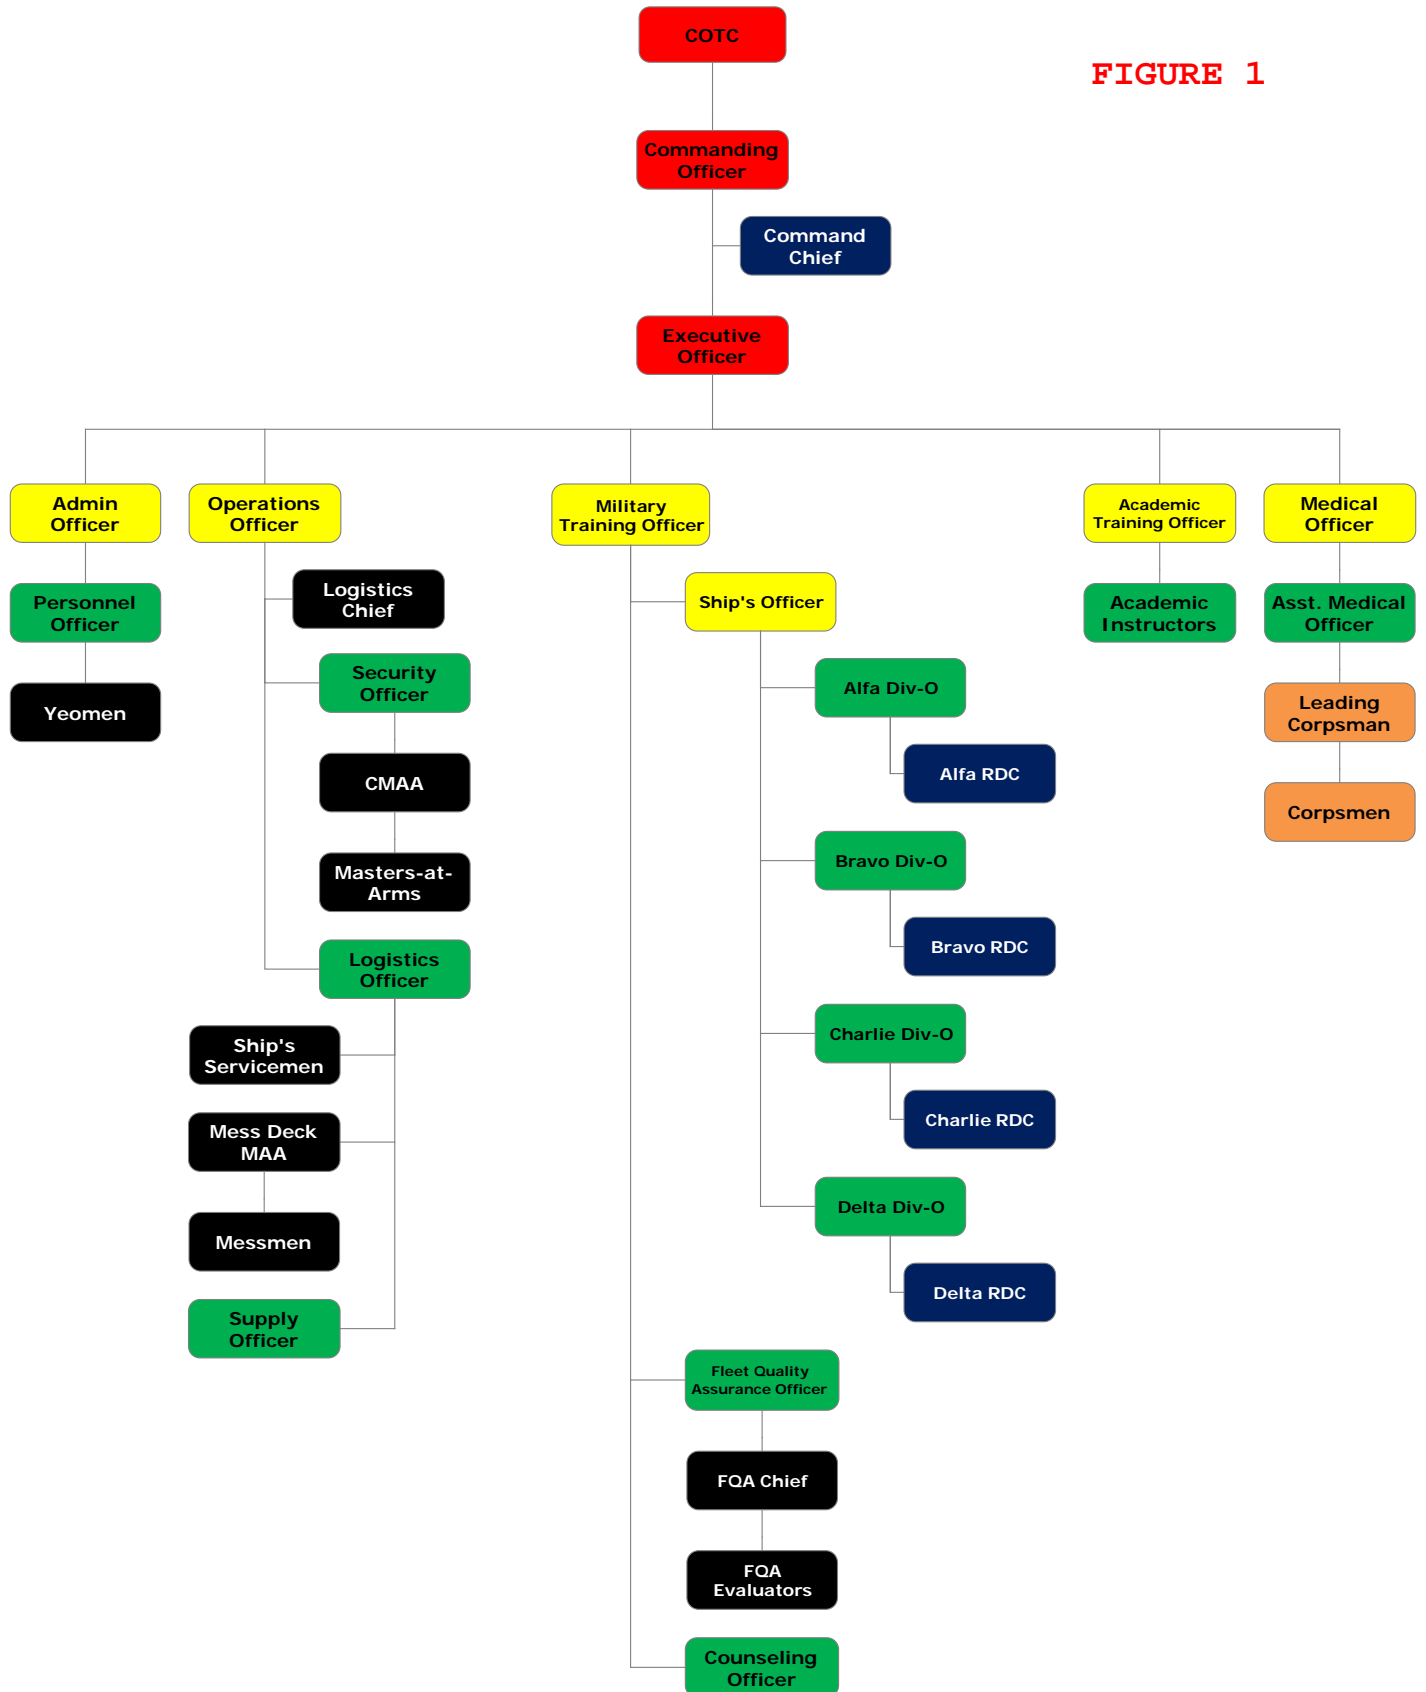 COTC
FIGURE 1
Commanding
Officer
Command
Chief
Executive
Officer
Admin
Officer
Operations
Officer
Military
Training Officer
Academic
Training Officer
Medical
Officer
Personnel
Officer
Yeomen
Logistics
Chief
Security
Officer
CMAA
Masters-at-
Arms
Logistics
Officer
Ship's
Servicemen
Mess Deck
MAA
Messmen
Supply
Officer
Ship's Officer
Alfa Div-O
Alfa RDC
Bravo Div-O
Bravo RDC
Charlie Div-O
Charlie RDC
Delta Div-O
Delta RDC
Fleet Quality
Assurance Officer
FQA Chief
FQA
Evaluators
Counseling
Officer
Academic
Instructors
Asst. Medical
Officer
Leading
Corpsman
Corpsmen